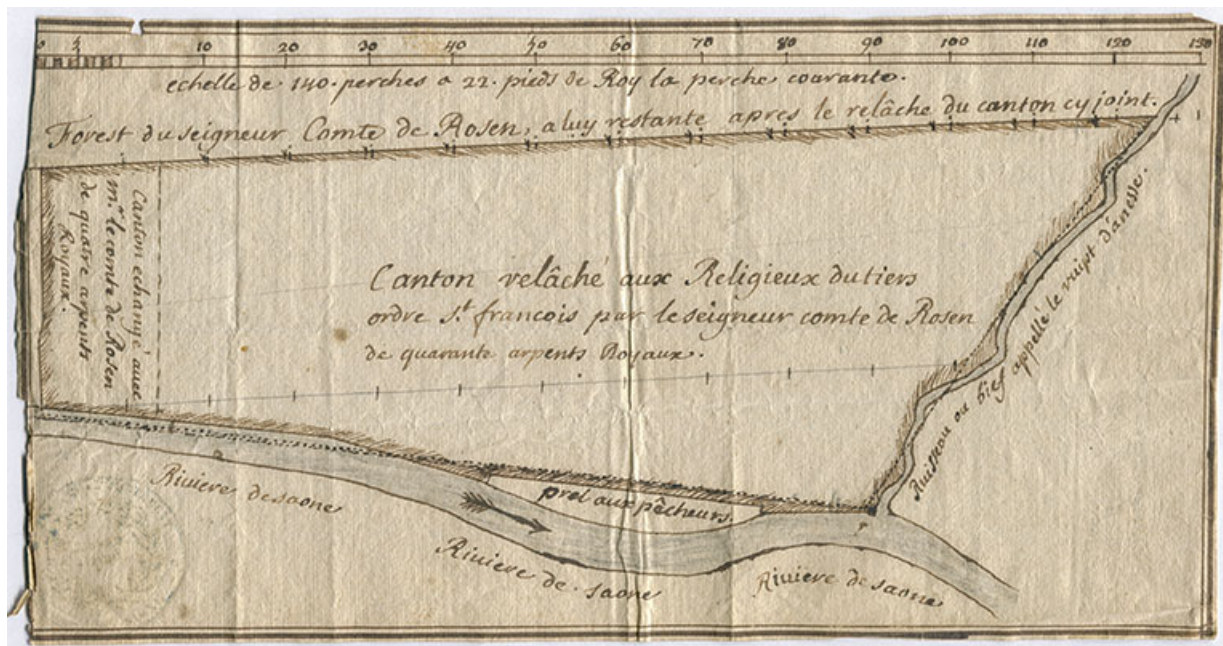 0 5 10 20 30 40 50 60 70 80 90 100 110 120 130
echelle de 140. perches a 22. pieds de Roy la perche courante.
Forest du seigneur Comte de Rosen, a luy restante apres le relâche du canton cy joint.
Canton echangé avec
mr. le comte de Rosen
de quatre arpents
Royaux.
Canton relâché aux Religieux du tiers
ordre S.t francois par le seigneur comte de Rosen
de quarante arpents Royaux.
Ruisseau ou bief appellé le vuipt d'anesse.
prel aux pêcheurs.
Riviere de saone
Riviere de saone
Riviere de saone